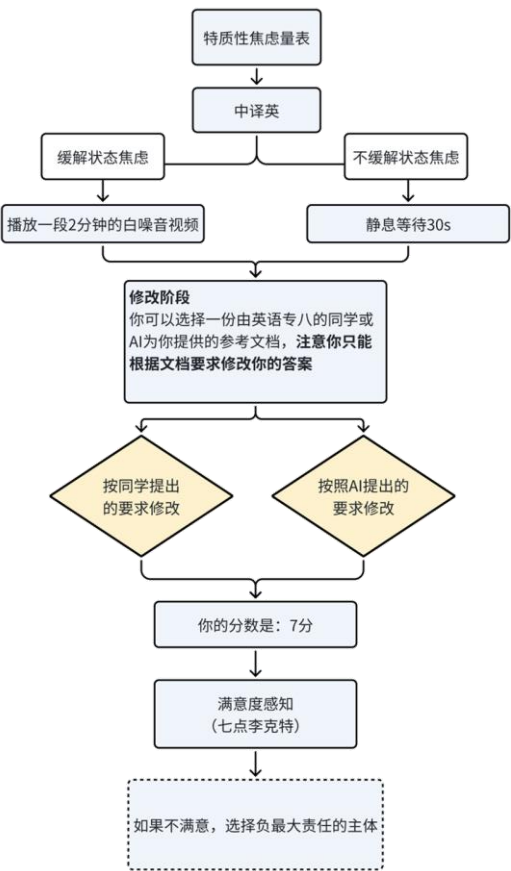 特质性焦虑量表
中译英
缓解状态焦虑
不缓解状态焦虑
播放一段2分钟的白噪音视频
静息等待30s
修改阶段
你可以选择一份由英语专八的同学或
AI为你提供的参考文档，注意你只能
根据文档要求修改你的答案
按同学提出
的要求修改
按照AI提出的
要求修改
你的分数是：7分
满意度感知
（七点李克特）
如果不满意，选择负最大责任的主体